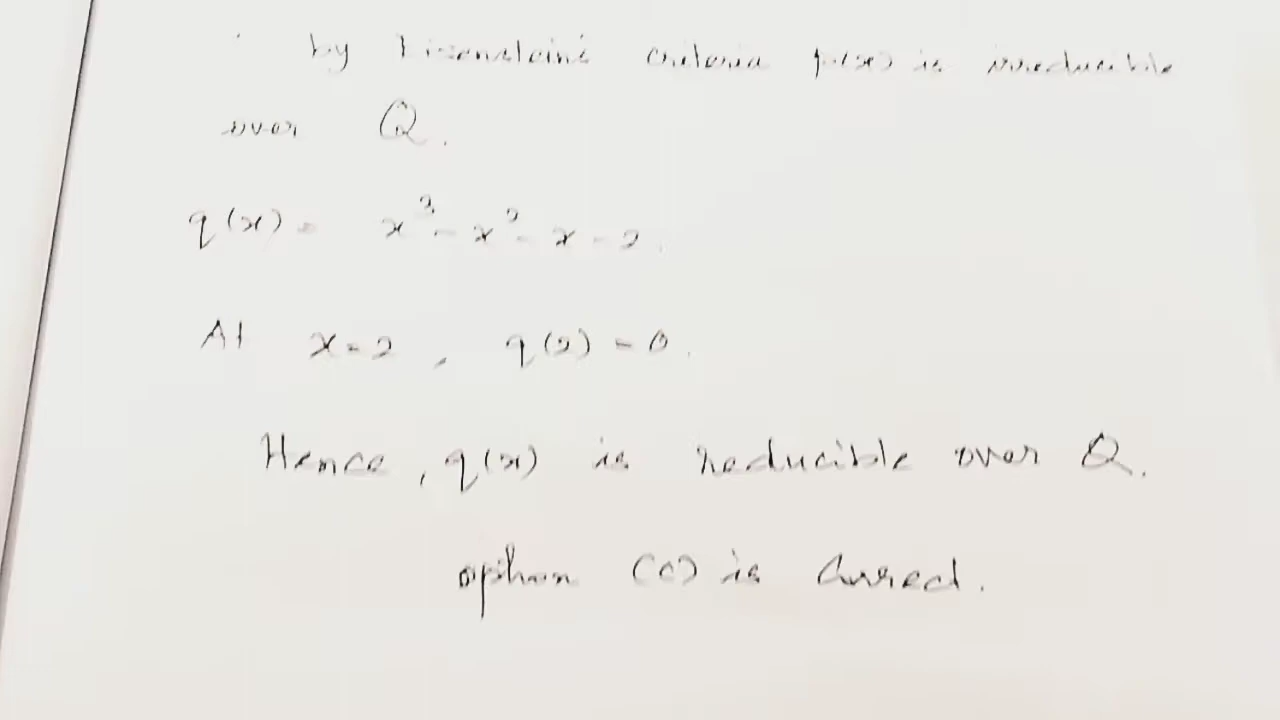 by Eisenstein's criteria p(x) is irreducible
over Q.
q(x) = x³ - x² - x - 2.
At x = 2 , q(2) = 0.
Hence, q(x) is reducible over Q.
option (c) is Correct.